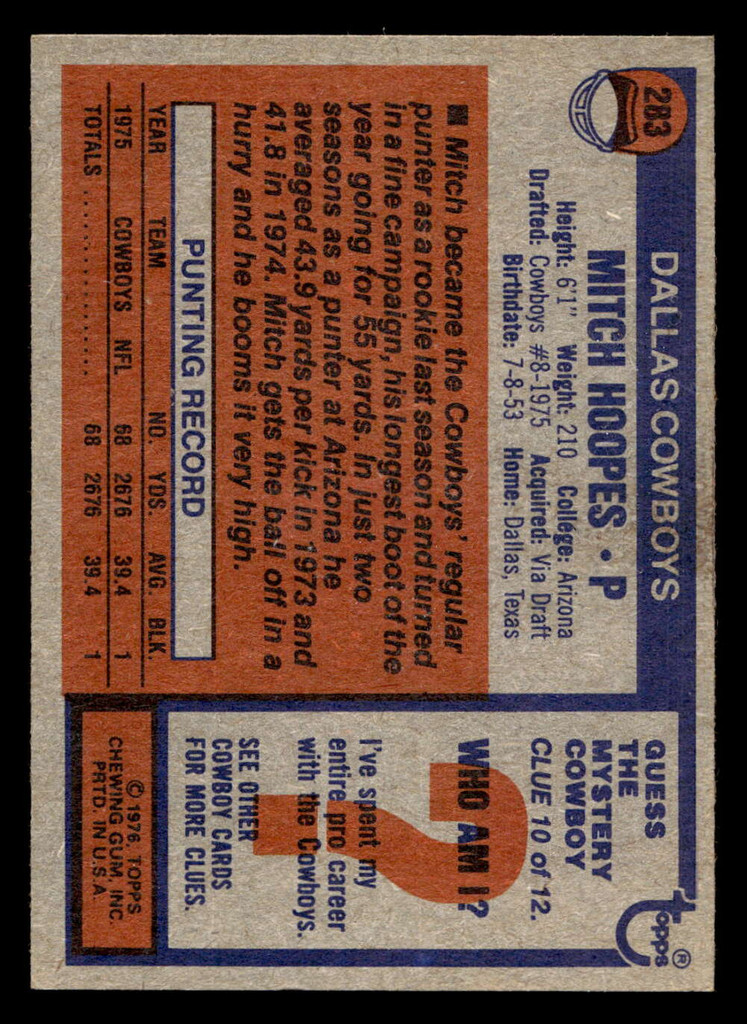 283
DALLAS COWBOYS
MITCH HOOPES • P
Height: 6'1" Weight: 210 College: Arizona
Drafted: Cowboys #8-1975 Acquired: Via Draft
Birthdate: 7-8-53 Home: Dallas, Texas
■ Mitch became the Cowboys' regular
punter as a rookie last season and turned
in a fine campaign, his longest boot of the
year going for 55 yards. In just two
seasons as a punter at Arizona he
averaged 43.9 yards per kick in 1973 and
41.8 in 1974. Mitch gets the ball off in a
hurry and he booms it very high.
PUNTING RECORD
YEAR TEAM NO. YDS. AVG. BLK.
1975 COWBOYS NFL 68 2676 39.4 1
TOTALS .................. 68 2676 39.4 1
topps®
GUESS
THE
MYSTERY
COWBOY
CLUE 10 of 12.
WHO AM I?
?
I've spent my
entire pro career
with the Cowboys.
SEE OTHER
COWBOY CARDS
FOR MORE CLUES.
© 1976, TOPPS
CHEWING GUM, INC.
PRTD. IN U.S.A.